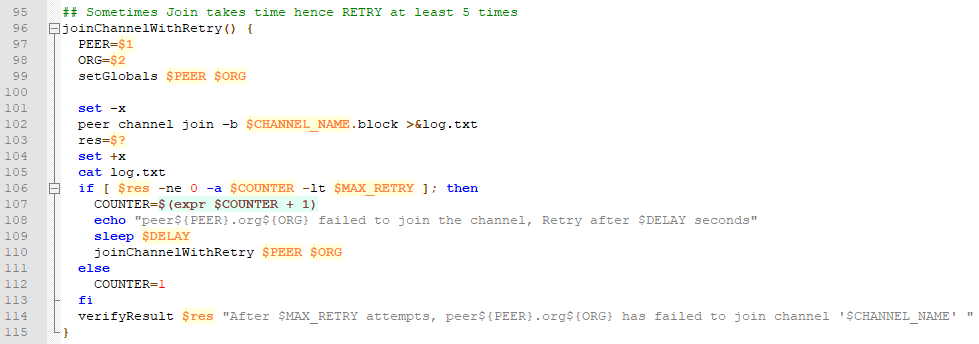 95 ## Sometimes Join takes time hence RETRY at least 5 times
96 joinChannelWithRetry() {
97 PEER=$1
98 ORG=$2
99 setGlobals $PEER $ORG
100
101 set -x
102 peer channel join -b $CHANNEL_NAME.block >&log.txt
103 res=$?
104 set +x
105 cat log.txt
106 if [ $res -ne 0 -a $COUNTER -lt $MAX_RETRY ]; then
107 COUNTER=$(expr $COUNTER + 1)
108 echo "peer${PEER}.org${ORG} failed to join the channel, Retry after $DELAY seconds"
109 sleep $DELAY
110 joinChannelWithRetry $PEER $ORG
111 else
112 COUNTER=1
113 fi
114 verifyResult $res "After $MAX_RETRY attempts, peer${PEER}.org${ORG} has failed to join channel '$CHANNEL_NAME' "
115 }